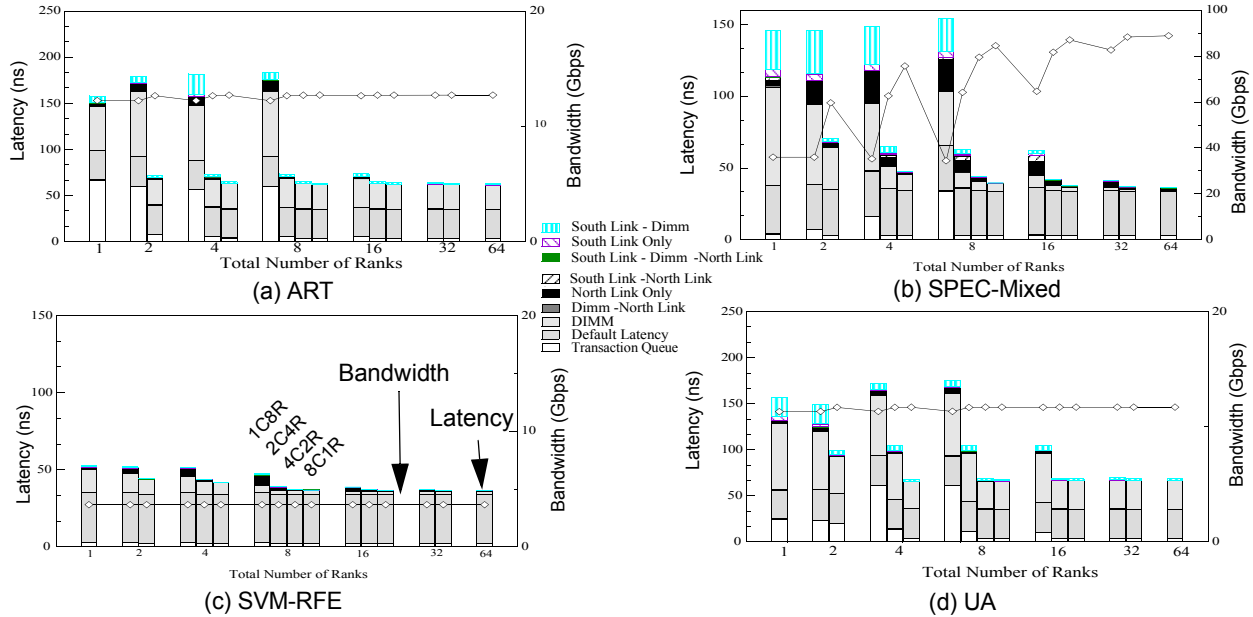 250
200
150
100
50
0
Latency (ns)
20
10
0
Bandwidth (Gbps)
1 2 4 8 16 32 64
Total Number of Ranks
(a) ART
150
100
50
0
Latency (ns)
100
80
60
40
20
0
Bandwidth (Gbps)
1 2 4 8 16 32 64
Total Number of Ranks
(b) SPEC-Mixed
South Link - Dimm
South Link Only
South Link - Dimm -North Link
South Link -North Link
North Link Only
Dimm -North Link
DIMM
Default Latency
Transaction Queue
150
100
50
0
Latency (ns)
20
10
0
Bandwidth (Gbps)
Bandwidth
Latency
1C8R
2C4R
4C2R
8C1R
1 2 4 8 16 32 64
Total Number of Ranks
(c) SVM-RFE
250
200
150
100
50
0
Latency (ns)
20
10
0
Bandwidth (Gbps)
1 2 4 8 16 32 64
Total Number of Ranks
(d) UA